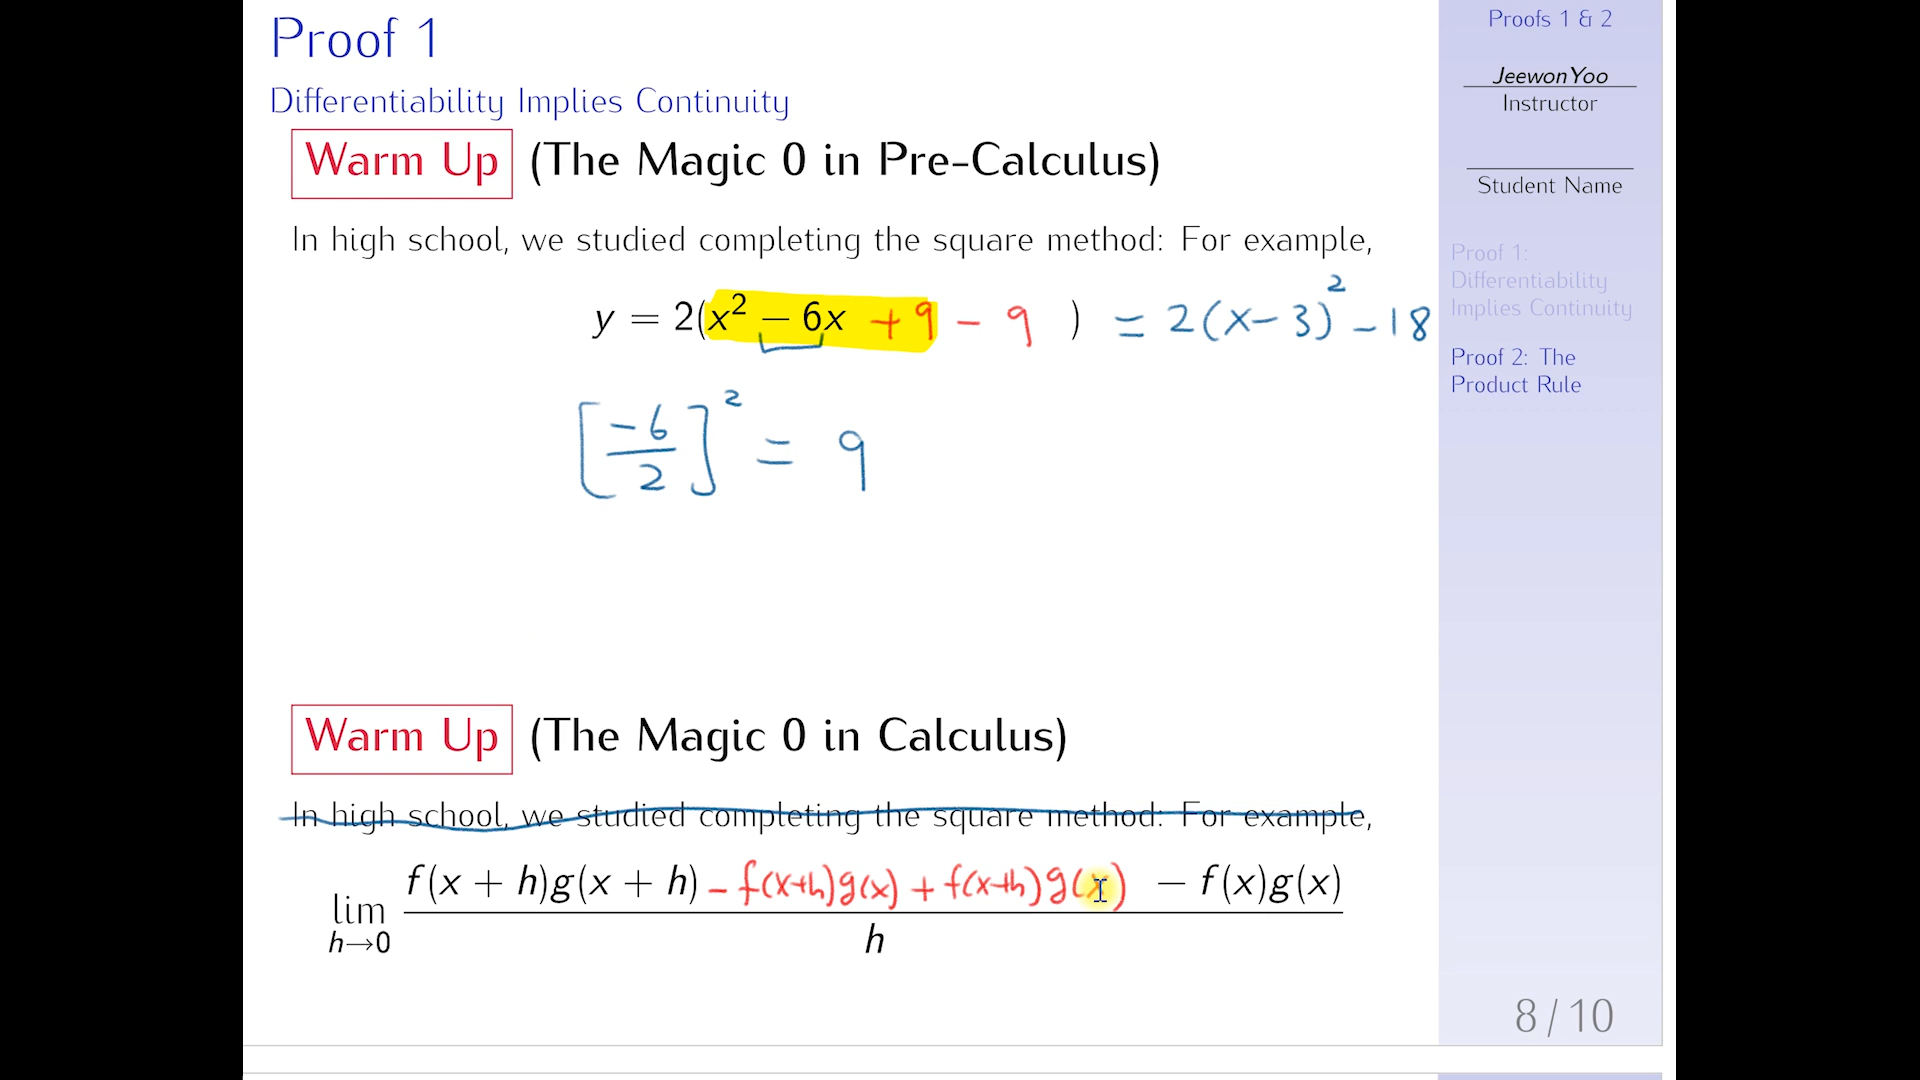 Proof 1
Differentiability Implies Continuity
Warm Up (The Magic 0 in Pre-Calculus)
In high school, we studied completing the square method: For example,
y = 2(x² − 6x + 9 − 9 ) = 2(x − 3)² − 18
[−6/2]² = 9
Warm Up (The Magic 0 in Calculus)
In high school, we studied completing the square method: For example,
lim h→0 f(x + h)g(x + h) − f(x+h)g(x) + f(x+h)g(x) − f(x)g(x) / h
Proofs 1 & 2
Jeewon Yoo
Instructor
Student Name
Proof 1:
Differentiability
Implies Continuity
Proof 2: The
Product Rule
8 / 10